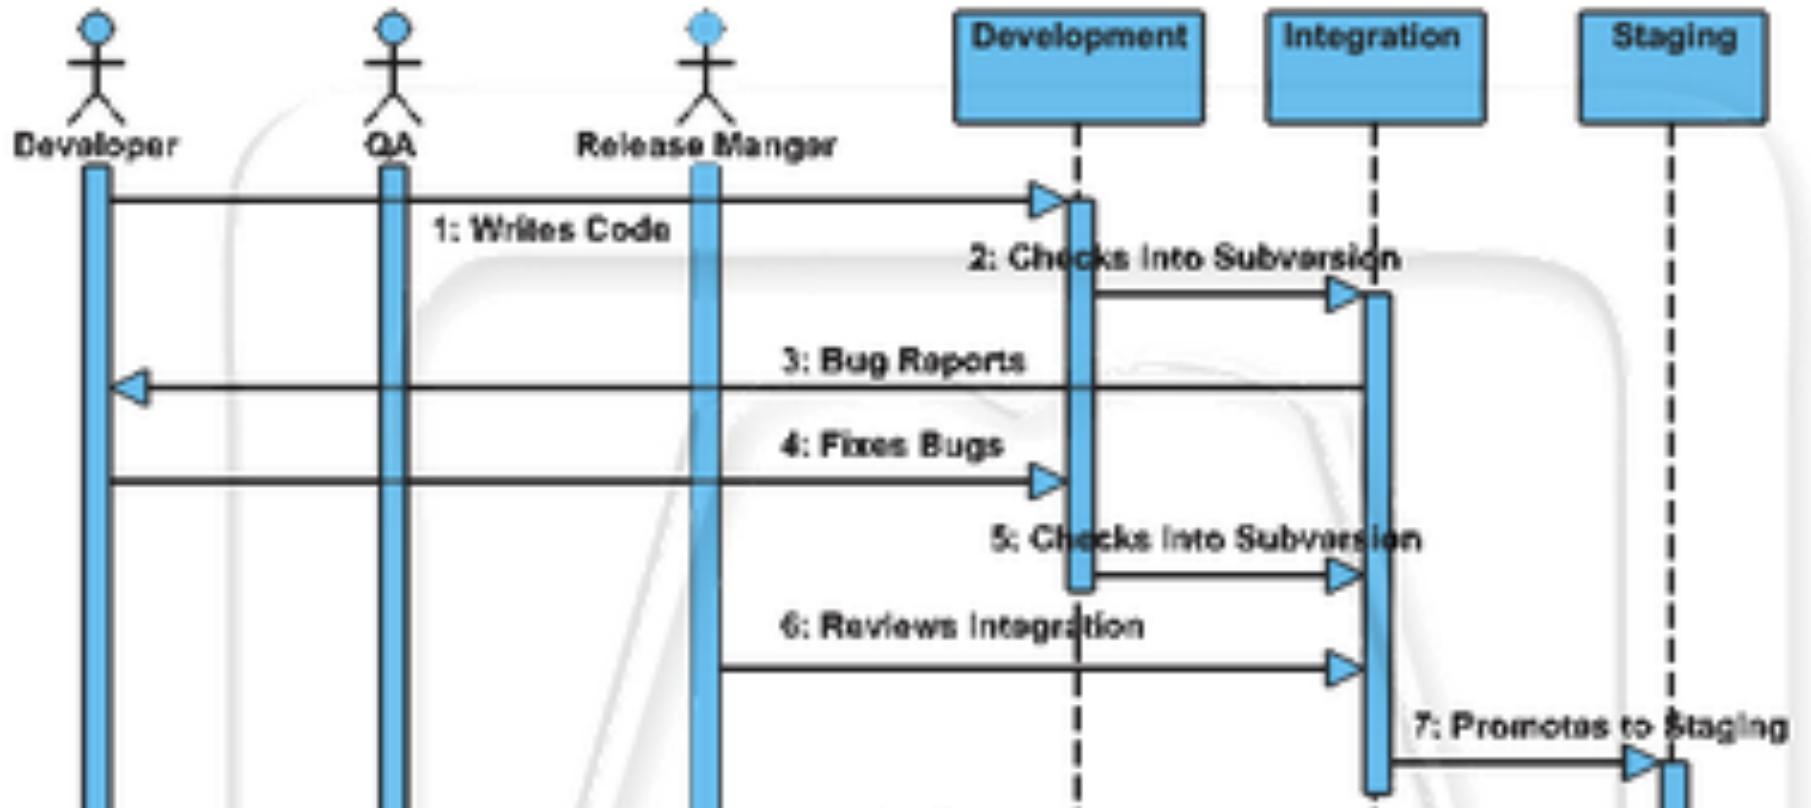 Developer
QA
Release Manger
Development
Integration
Staging
1: Writes Code
2: Checks Into Subversion
3: Bug Reports
4: Fixes Bugs
5: Checks Into Subversion
6: Reviews Integration
7: Promotes to Staging